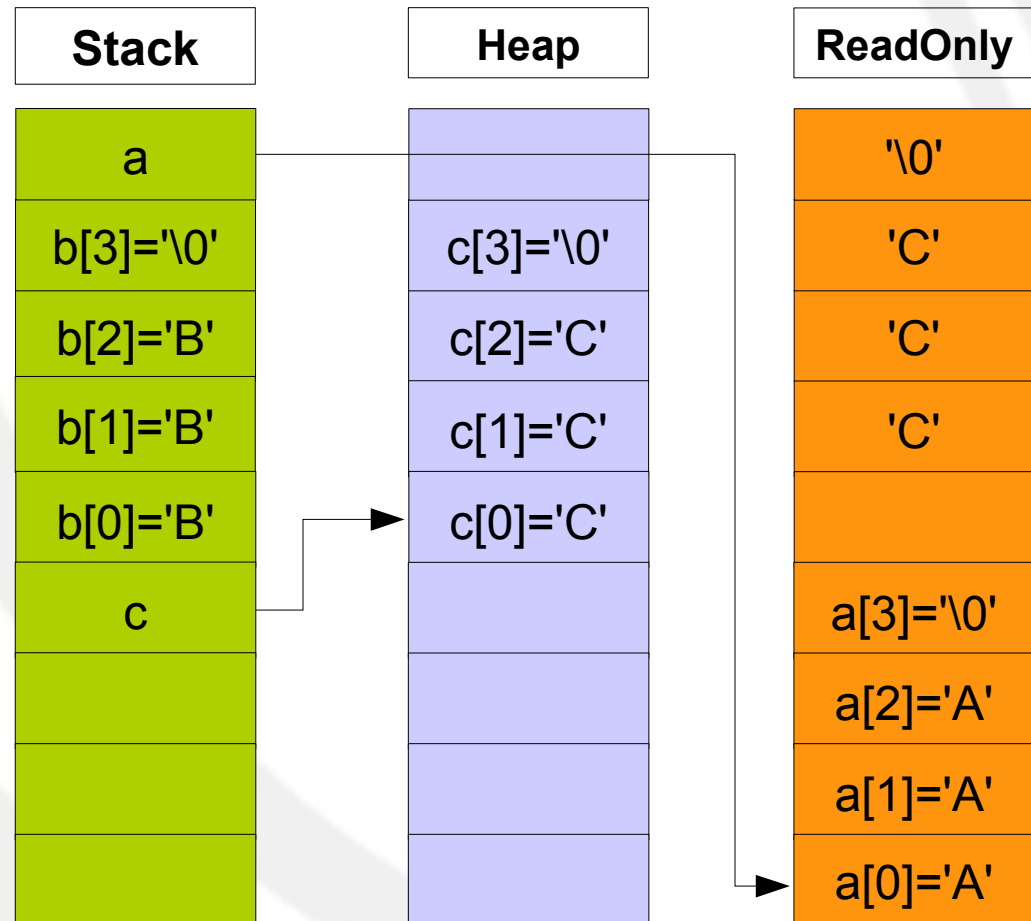 Stack
Heap
ReadOnly
a
'\0'
b[3]='\0'
c[3]='\0'
'C'
b[2]='B'
c[2]='C'
'C'
b[1]='B'
c[1]='C'
'C'
b[0]='B'
c[0]='C'
c
a[3]='\0'
a[2]='A'
a[1]='A'
a[0]='A'